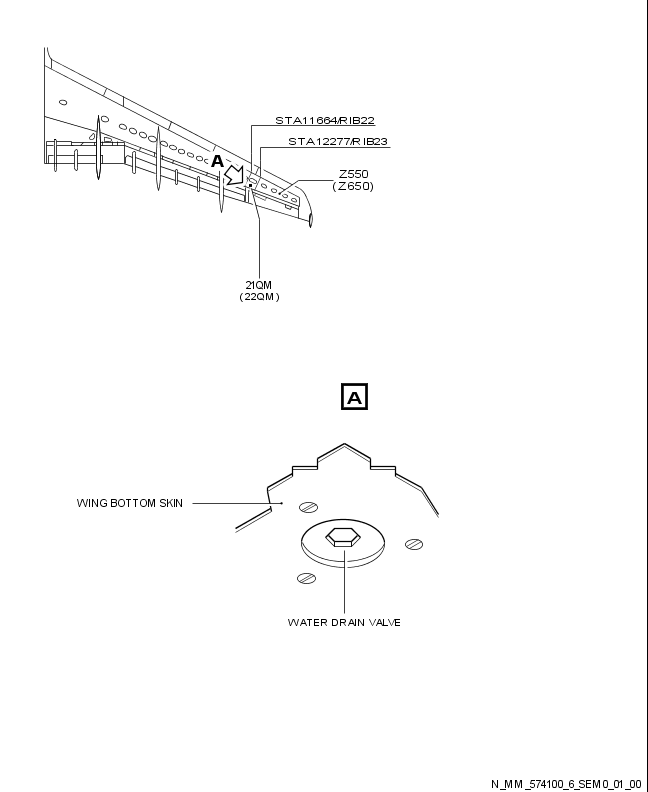 STA11664/RIB22
STA12277/RIB23
A
Z550
(Z650)
21QM
(22QM)
A
WING BOTTOM SKIN
WATER DRAIN VALVE
N_MM_574100_6_SEM0_01_00